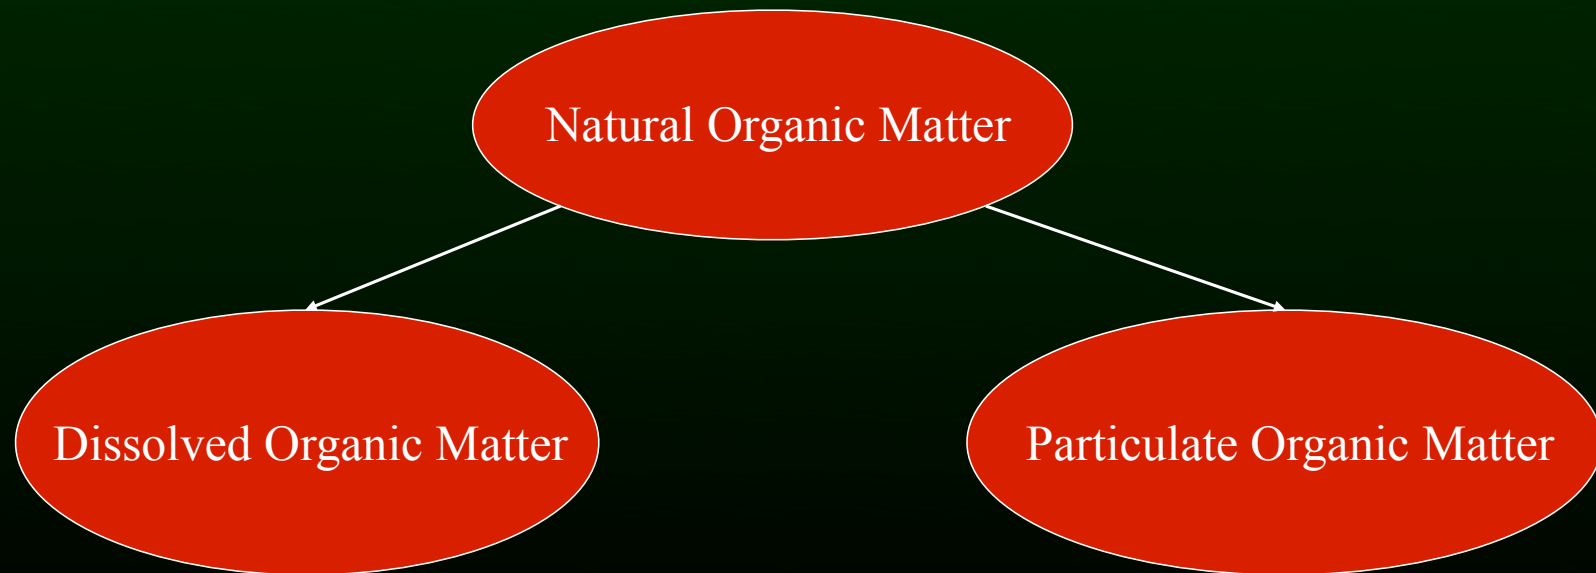 Natural Organic Matter
Dissolved Organic Matter
Particulate Organic Matter